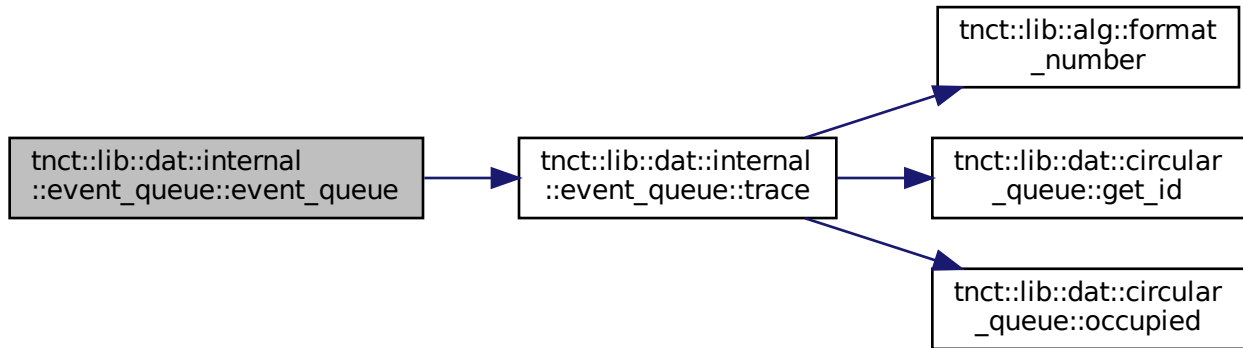 tnct::lib::dat::internal
::event_queue::event_queue
tnct::lib::dat::internal
::event_queue::trace
tnct::lib::alg::format
_number
tnct::lib::dat::circular
_queue::get_id
tnct::lib::dat::circular
_queue::occupied